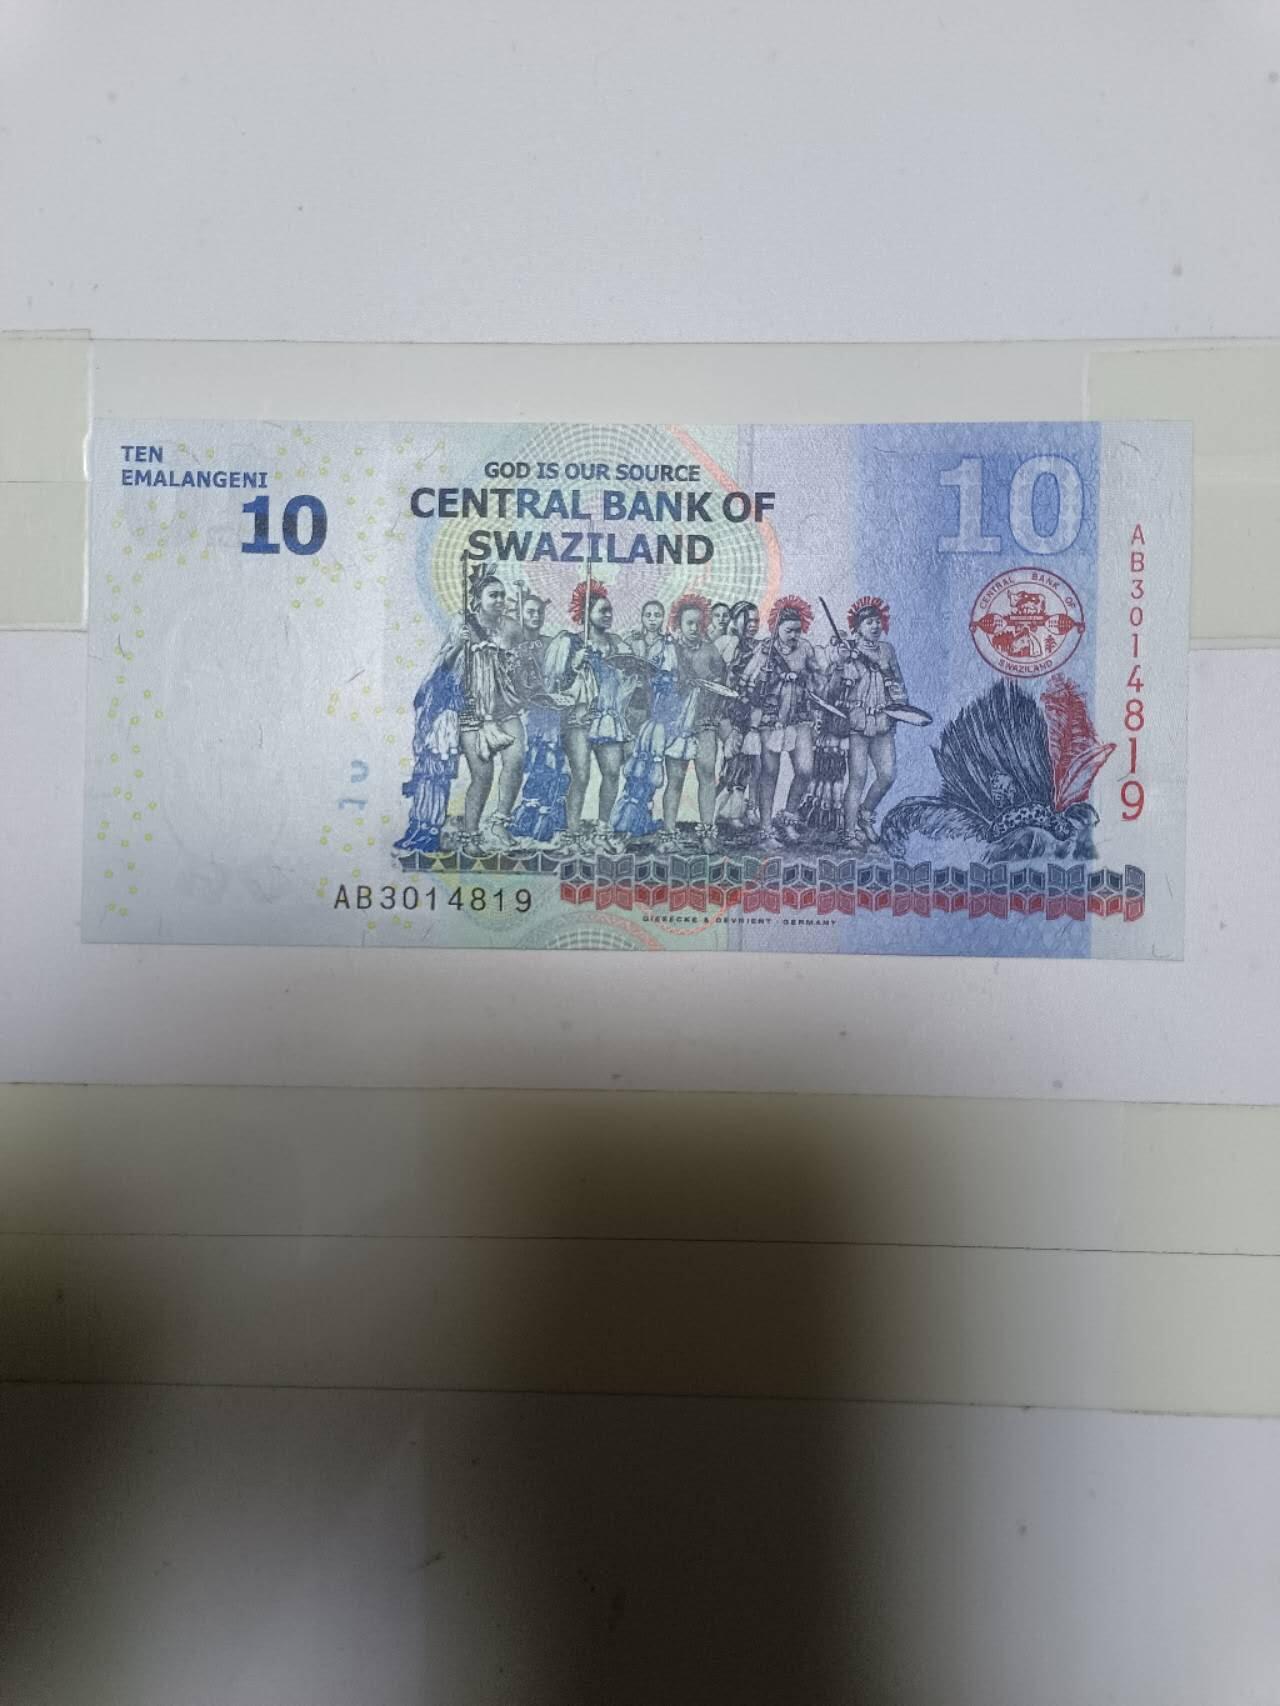 TEN
EMALANGENI
10
GOD IS OUR SOURCE
CENTRAL BANK OF
SWAZILAND
10
CENTRAL BANK OF
SWAZILAND
AB3014819
AB3014819
GIESECKE & DEVRIENT · GERMANY